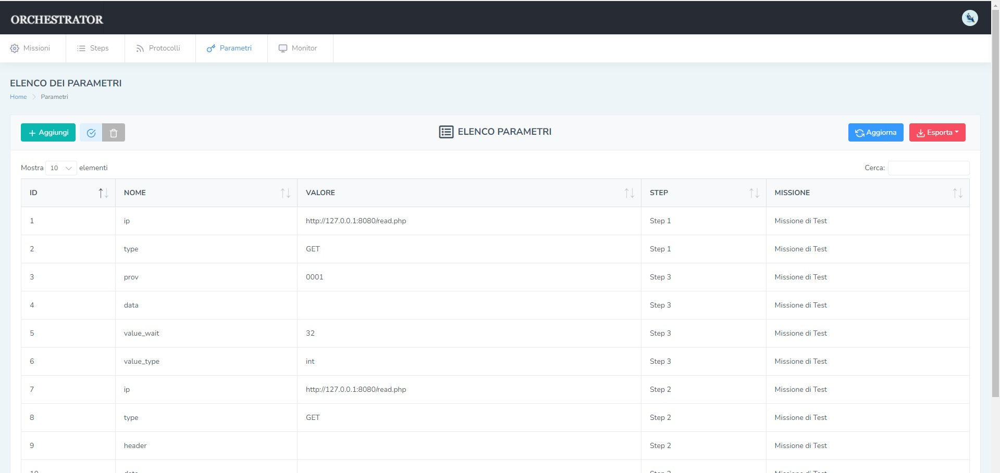 ORCHESTRATOR
Missioni Steps Protocolli Parametri Monitor
ELENCO DEI PARAMETRI
Home Parametri
Aggiungi ELENCO PARAMETRI Aggiorna Esporta
Mostra 10 elementi Cerca:
ID NOME VALORE STEP MISSIONE
1 ip http://127.0.0.1:8080/read.php Step 1 Missione di Test
2 type GET Step 1 Missione di Test
3 prov 0001 Step 3 Missione di Test
4 data Step 3 Missione di Test
5 value_wait 32 Step 3 Missione di Test
6 value_type int Step 3 Missione di Test
7 ip http://127.0.0.1:8080/read.php Step 2 Missione di Test
8 type GET Step 2 Missione di Test
9 header Step 2 Missione di Test